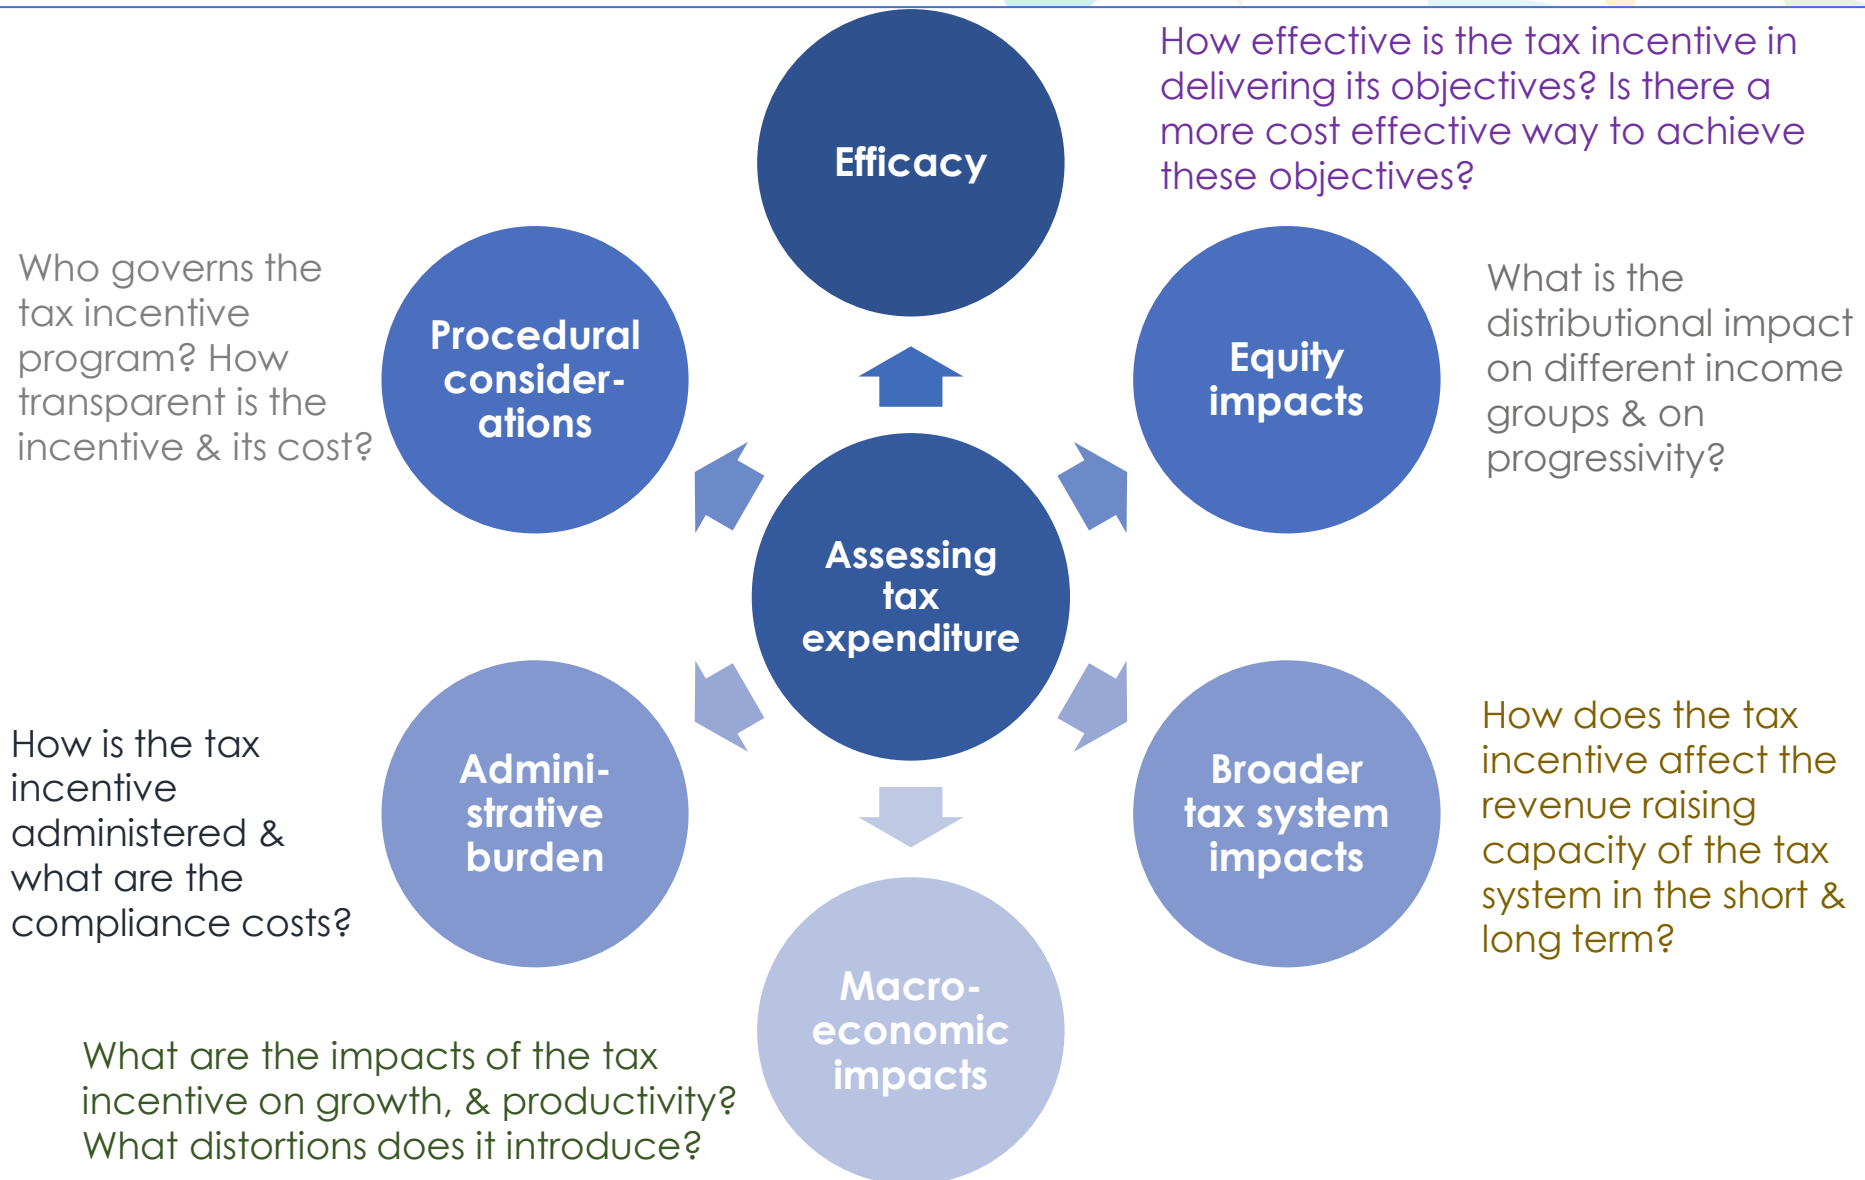 Efficacy
How effective is the tax incentive in
delivering its objectives? Is there a
more cost effective way to achieve
these objectives?
Who governs the
tax incentive
program? How
transparent is the
incentive & its cost?
Procedural
consider-
ations
Equity
impacts
What is the
distributional impact
on different income
groups & on
progressivity?
Assessing
tax
expenditure
How is the tax
incentive
administered &
what are the
compliance costs?
Admini-
strative
burden
Broader
tax system
impacts
How does the tax
incentive affect the
revenue raising
capacity of the tax
system in the short &
long term?
Macro-
economic
impacts
What are the impacts of the tax
incentive on growth, & productivity?
What distortions does it introduce?